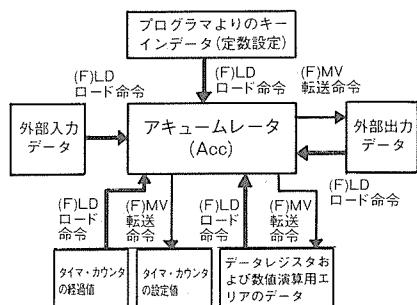 プログラマよりのキー
インデータ(定数設定)
(F)LD
ロード命令
(F)LD
ロード命令
(F)MV
転送命令
外部入力
データ
アキュームレータ
(Acc)
外部出力
データ
(F)LD
ロード命令
(F)LD
ロード
命令
(F)MV
転送
命令
(F)LD
ロード
命令
(F)MV
転送
命令
タイマ・カウンタ
の経過値
タイマ・カウンタ
の設定値
データレジスタお
よび数値演算用エ
リアのデータ